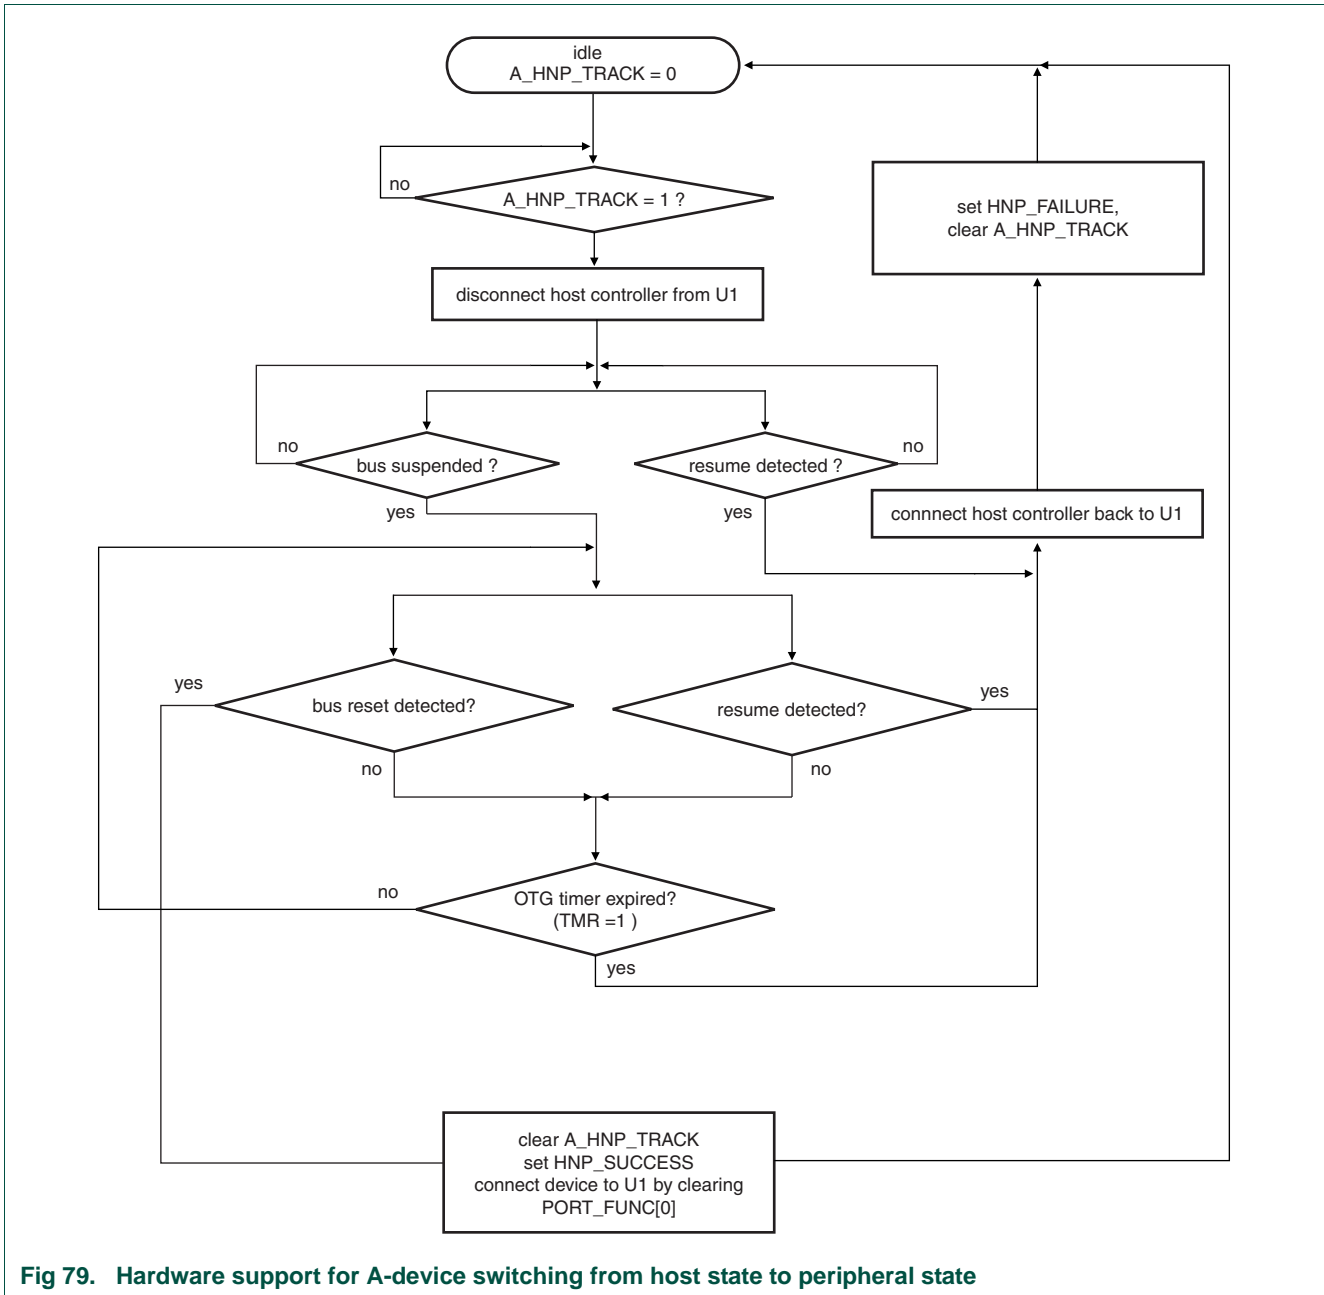 idle
A_HNP_TRACK = 0
no
A_HNP_TRACK = 1 ?
set HNP_FAILURE,
clear A_HNP_TRACK
disconnect host controller from U1
no
bus suspended ?
yes
no
resume detected ?
yes
connnect host controller back to U1
yes
bus reset detected?
no
yes
resume detected?
no
no
OTG timer expired?
(TMR =1 )
yes
clear A_HNP_TRACK
set HNP_SUCCESS
connect device to U1 by clearing
PORT_FUNC[0]
Fig 79. Hardware support for A-device switching from host state to peripheral state